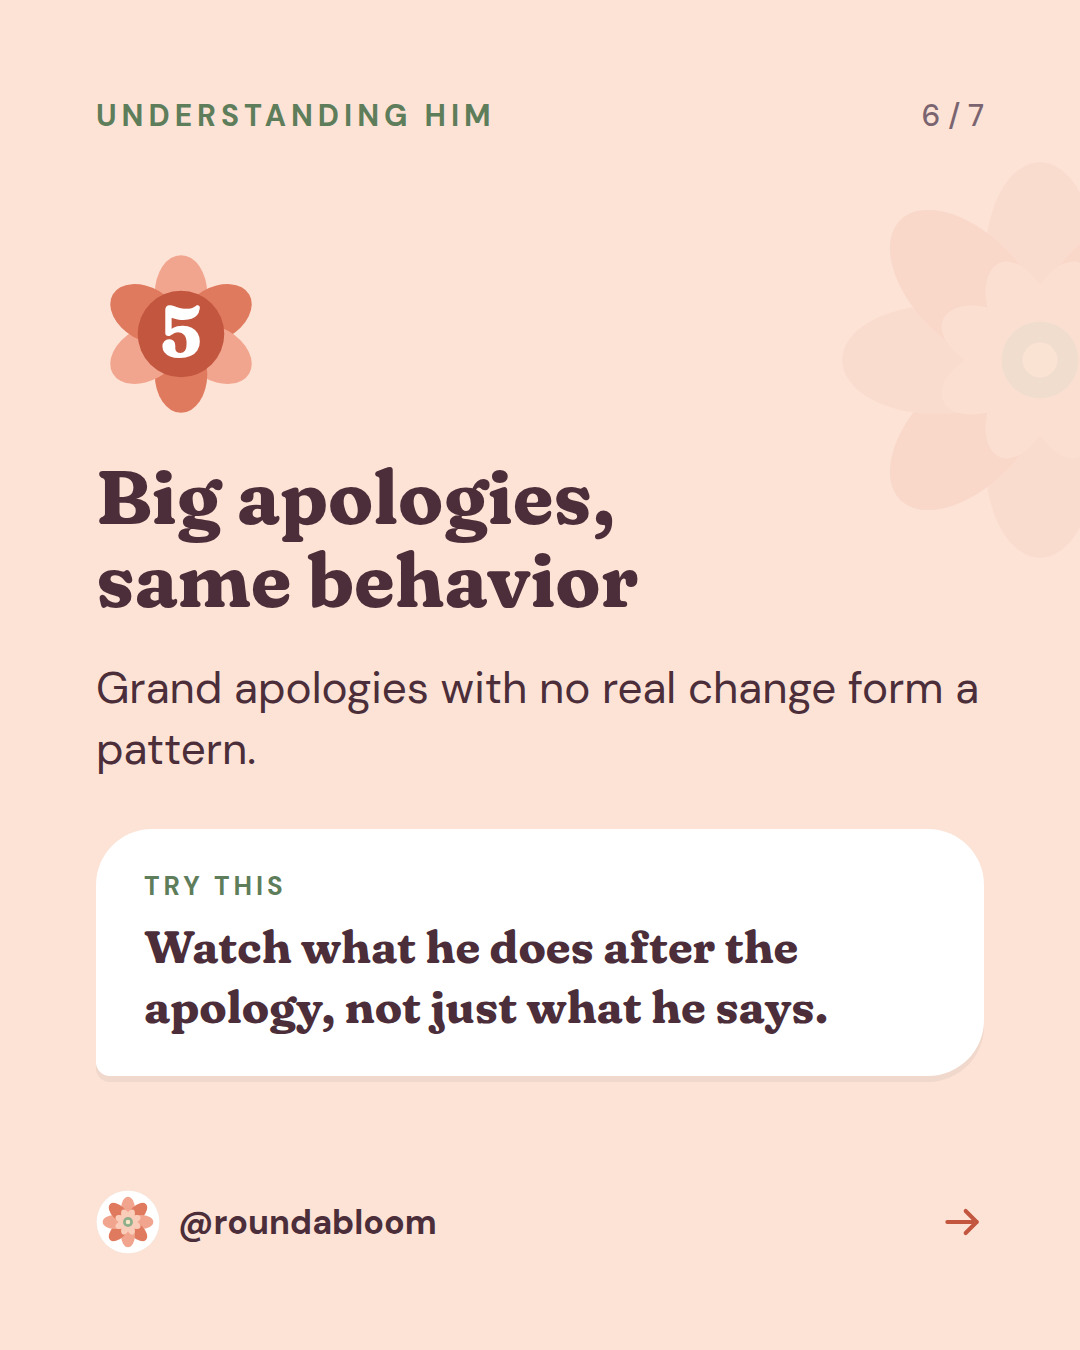 UNDERSTANDING HIM
6 / 7
5
Big apologies,
same behavior
Grand apologies with no real change form a
pattern.
TRY THIS
Watch what he does after the
apology, not just what he says.
@roundabloom